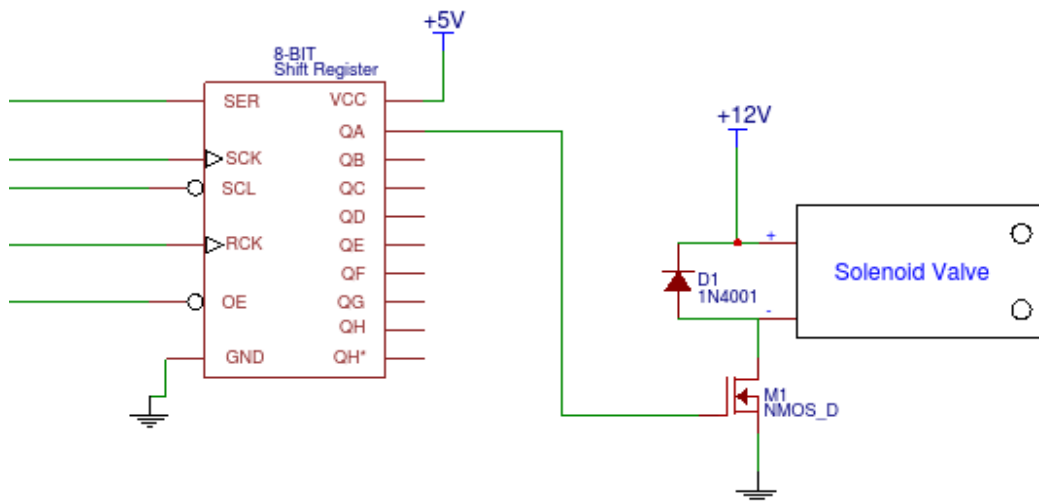 +5V
8-BIT
Shift Register
SER
VCC
QA
SCK
QB
SCL
QC
QD
RCK
QE
QF
OE
QG
QH
GND
QH*
+12V
+
Solenoid Valve
D1
1N4001
-
M1
NMOS_D